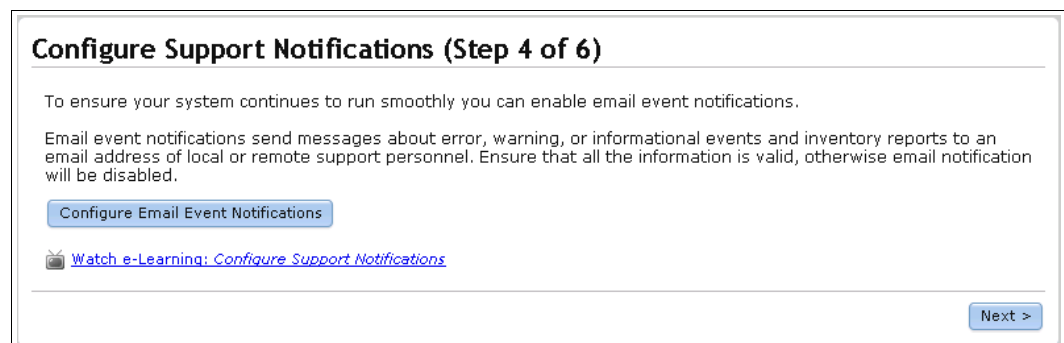 Configure Support Notifications (Step 4 of 6)
To ensure your system continues to run smoothly you can enable email event notifications.
Email event notifications send messages about error, warning, or informational events and inventory reports to an
email address of local or remote support personnel. Ensure that all the information is valid, otherwise email notification
will be disabled.
Configure Email Event Notifications
Watch e-Learning: Configure Support Notifications
Next >